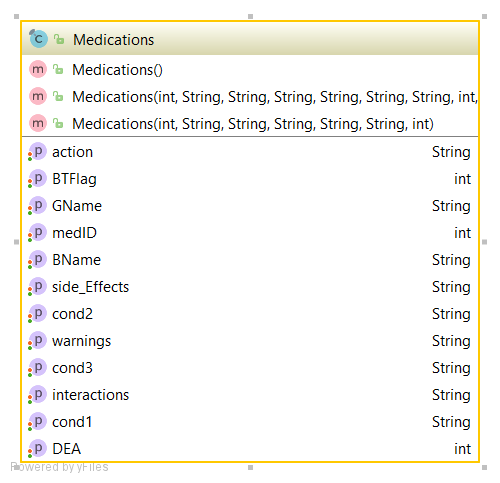 C Medications
m Medications()
m Medications(int, String, String, String, String, String, String, int,
m Medications(int, String, String, String, String, String, int)
p action String
p BTFlag int
p GName String
p medID int
p BName String
p side_Effects String
p cond2 String
p warnings String
p cond3 String
p interactions String
p cond1 String
p DEA int
Powered by yFiles